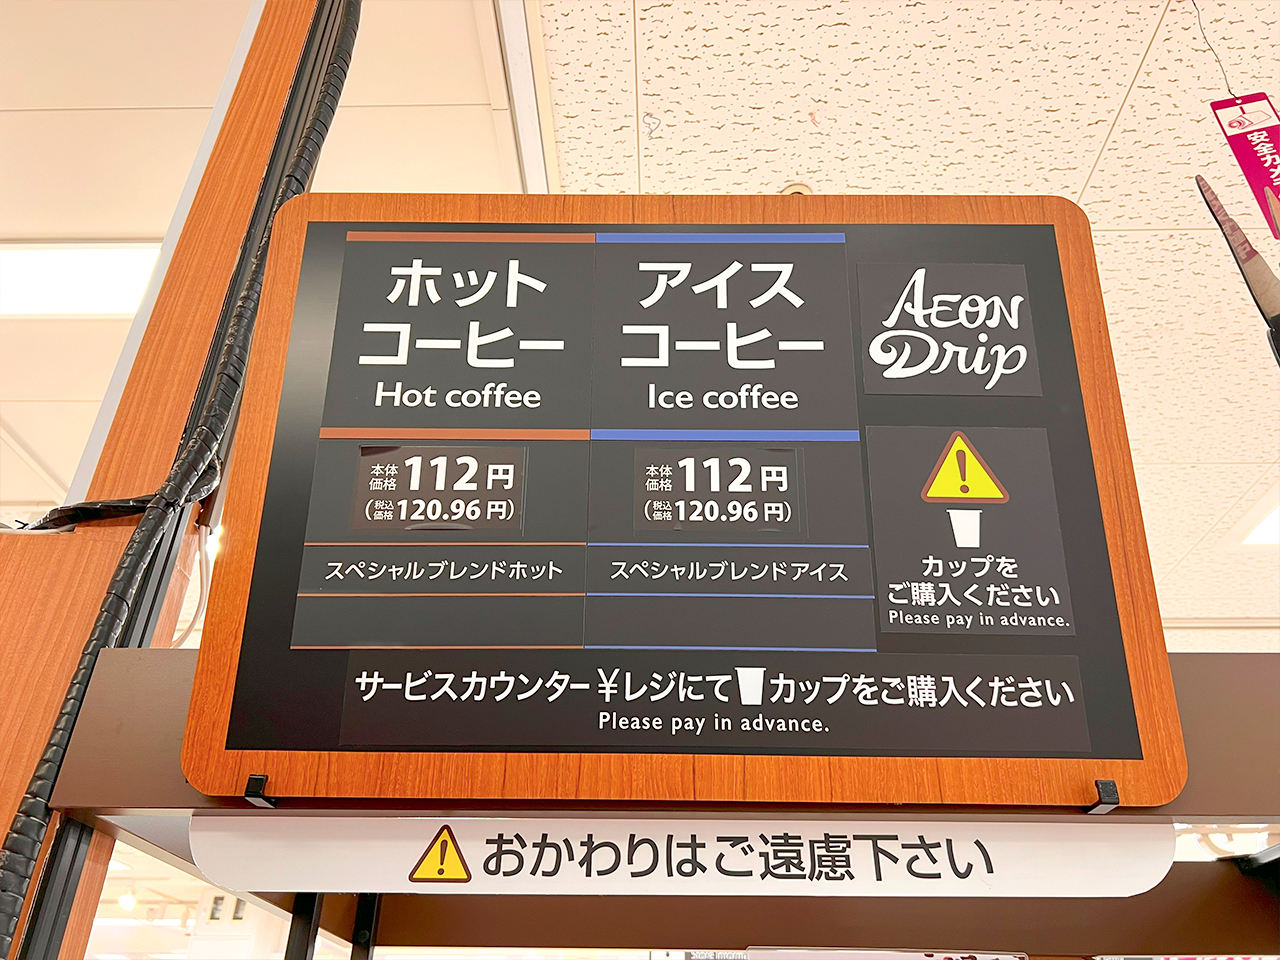 ホット
コーヒー
Hot coffee
アイス
コーヒー
Ice coffee
AEON
Drip
本体
価格 112円
(税込
価格 120.96円)
本体
価格 112円
(税込
価格 120.96円)
スペシャルブレンドホット
スペシャルブレンドアイス
カップを
ご購入ください
Please pay in advance.
サービスカウンター¥レジにてカップをご購入ください
Please pay in advance.
おかわりはご遠慮下さい
安全カメ